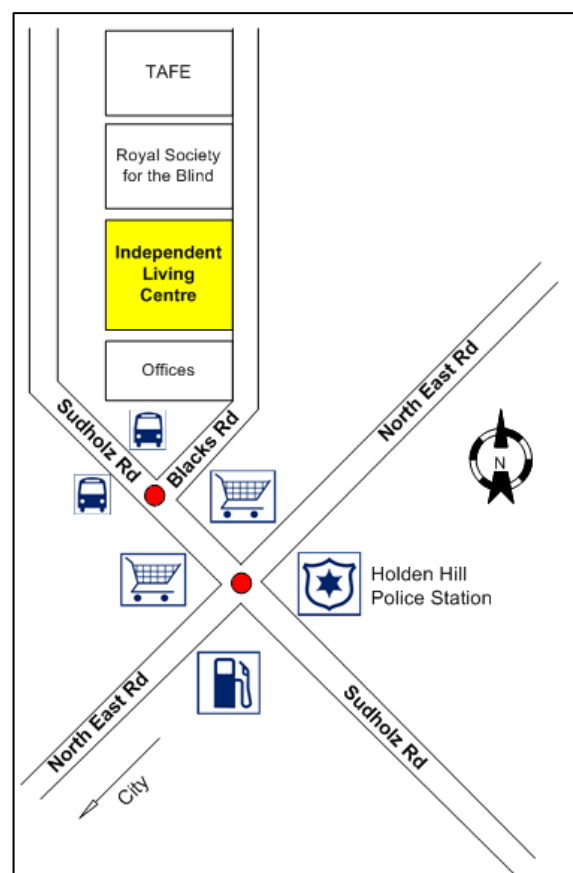 TAFE
Royal Society
for the Blind
Independent
Living
Centre
Offices
Sudholz Rd
Blacks Rd
North East Rd
N
Holden Hill
Police Station
North East Rd
Sudholz Rd
City